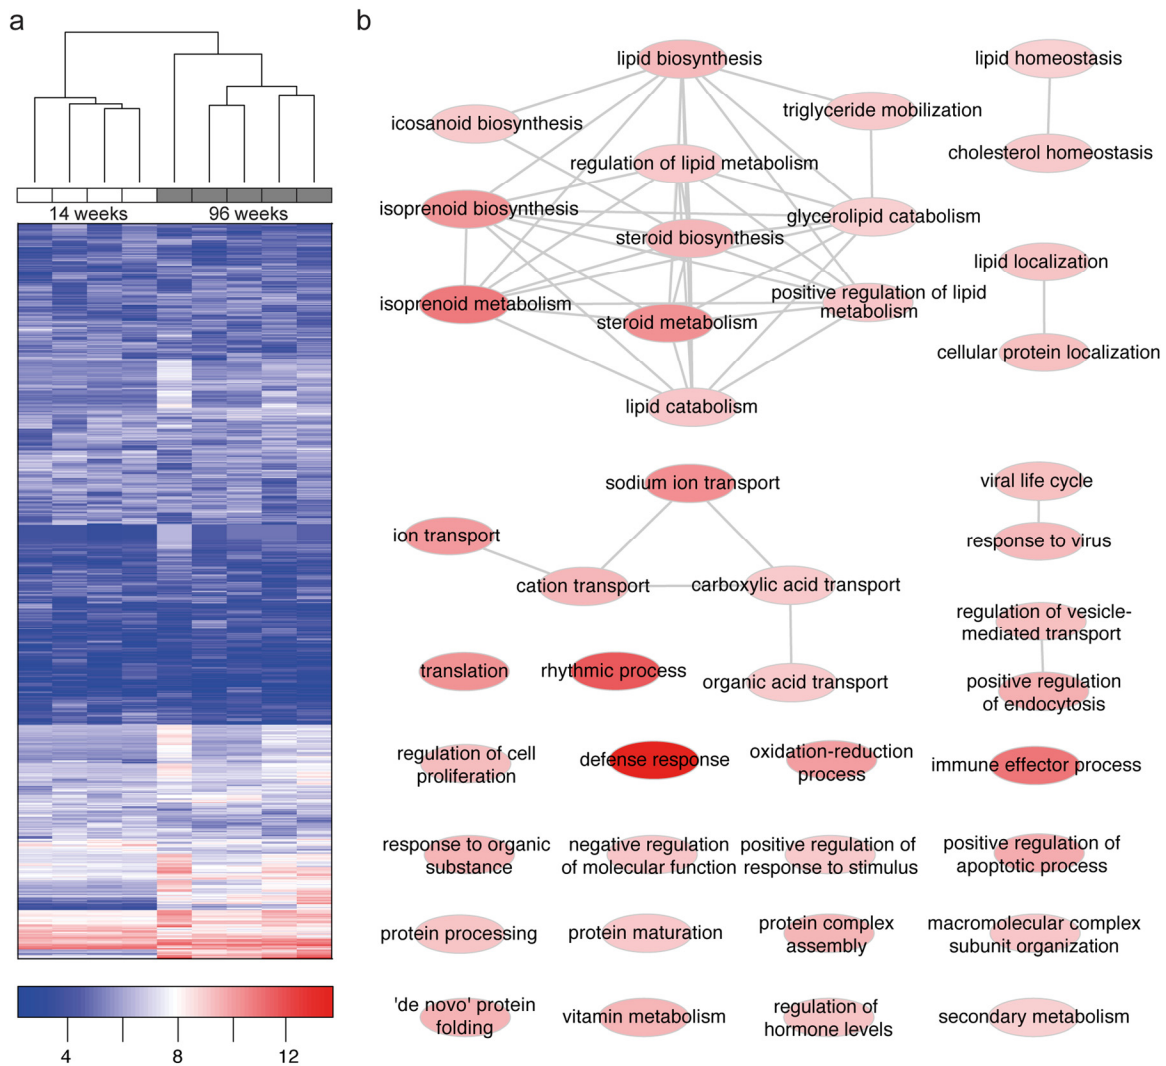 a
14 weeks
96 weeks
4
8
12
b
lipid biosynthesis
icosanoid biosynthesis
triglyceride mobilization
regulation of lipid metabolism
isoprenoid biosynthesis
glycerolipid catabolism
steroid biosynthesis
isoprenoid metabolism
positive regulation of lipid
metabolism
steroid metabolism
lipid catabolism
lipid homeostasis
cholesterol homeostasis
lipid localization
cellular protein localization
sodium ion transport
ion transport
cation transport
carboxylic acid transport
organic acid transport
viral life cycle
response to virus
regulation of vesicle-
mediated transport
positive regulation
of endocytosis
translation
rhythmic process
regulation of cell
proliferation
defense response
oxidation-reduction
process
immune effector process
response to organic
substance
negative regulation
of molecular function
positive regulation of
response to stimulus
positive regulation of
apoptotic process
protein processing
protein maturation
protein complex
assembly
macromolecular complex
subunit organization
'de novo' protein
folding
vitamin metabolism
regulation of
hormone levels
secondary metabolism